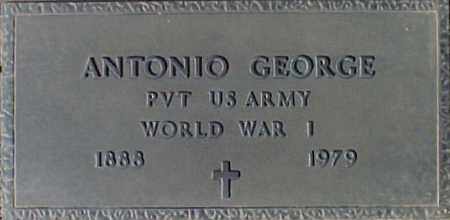 ANTONIO GEORGE
PVT US ARMY
WORLD WAR I
1888 1979